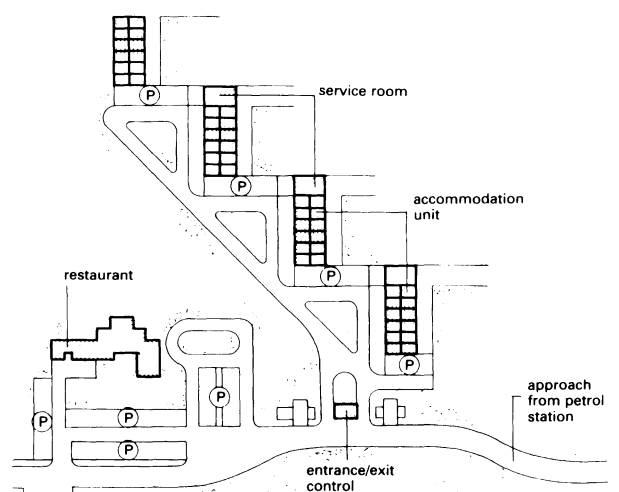 P
service room
P
P
accommodation
unit
P
restaurant
P
P
P
P
P
approach
from petrol
station
entrance/exit
control